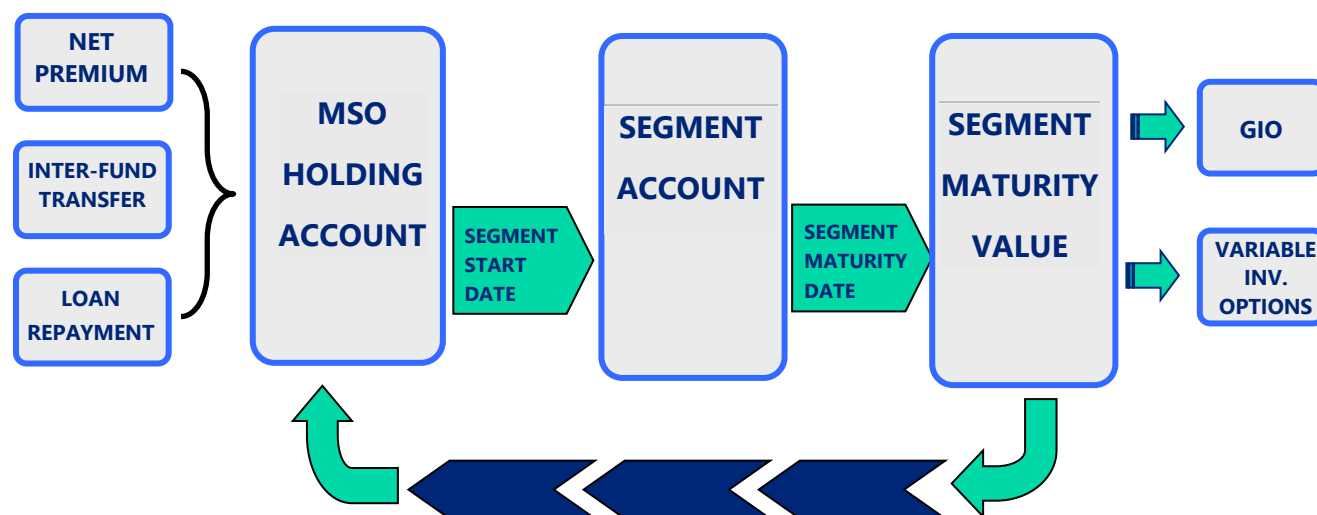 NET
PREMIUM
INTER-FUND
TRANSFER
LOAN
REPAYMENT
MSO
HOLDING
ACCOUNT
SEGMENT
START
DATE
SEGMENT
ACCOUNT
SEGMENT
MATURITY
DATE
SEGMENT
MATURITY
VALUE
GIO
VARIABLE
INV.
OPTIONS